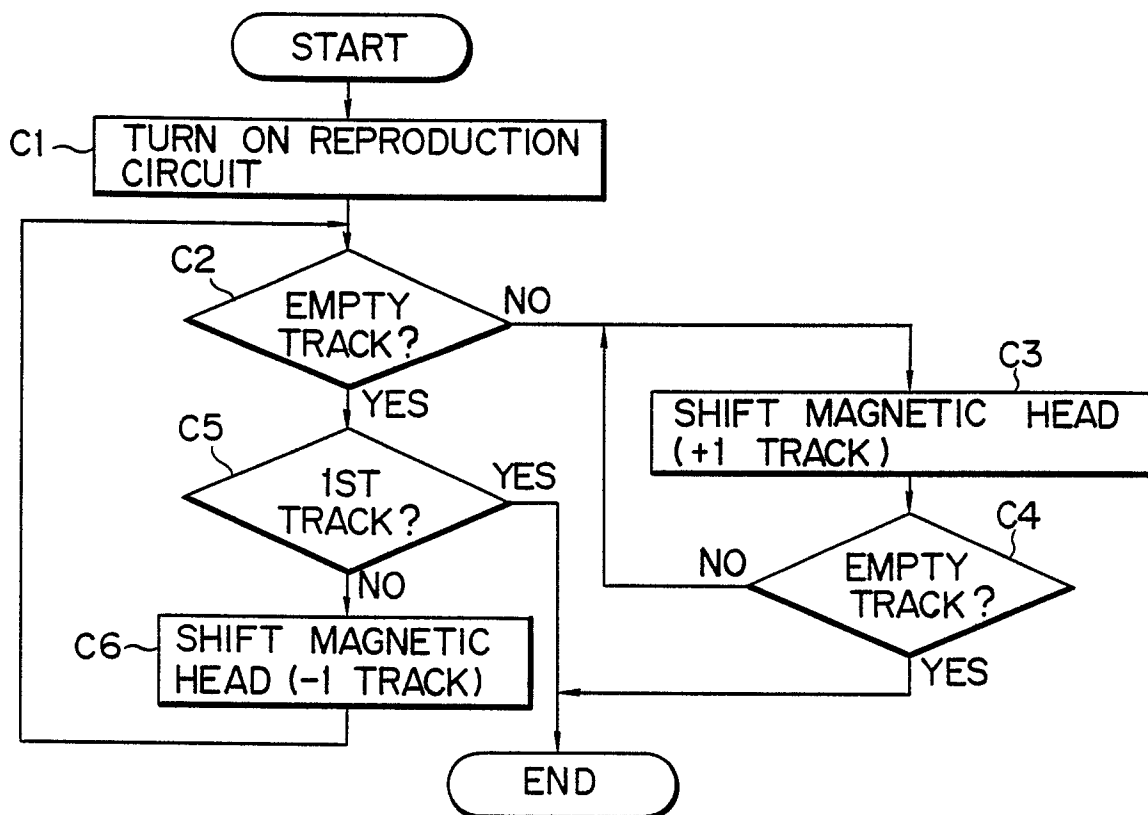 START
C1
TURN ON REPRODUCTION
CIRCUIT
C2
EMPTY
TRACK?
NO
YES
C3
SHIFT MAGNETIC HEAD
(+1 TRACK)
C5
1ST
TRACK?
YES
NO
C4
EMPTY
TRACK?
NO
YES
C6
SHIFT MAGNETIC
HEAD (-1 TRACK)
END